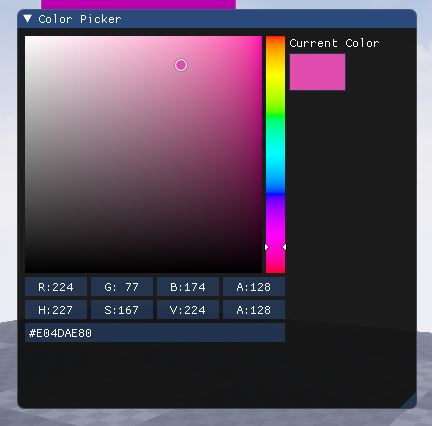 Color Picker
Current Color
R:224 G: 77 B:174 A:128
H:227 S:167 V:224 A:128
#E04DAE80